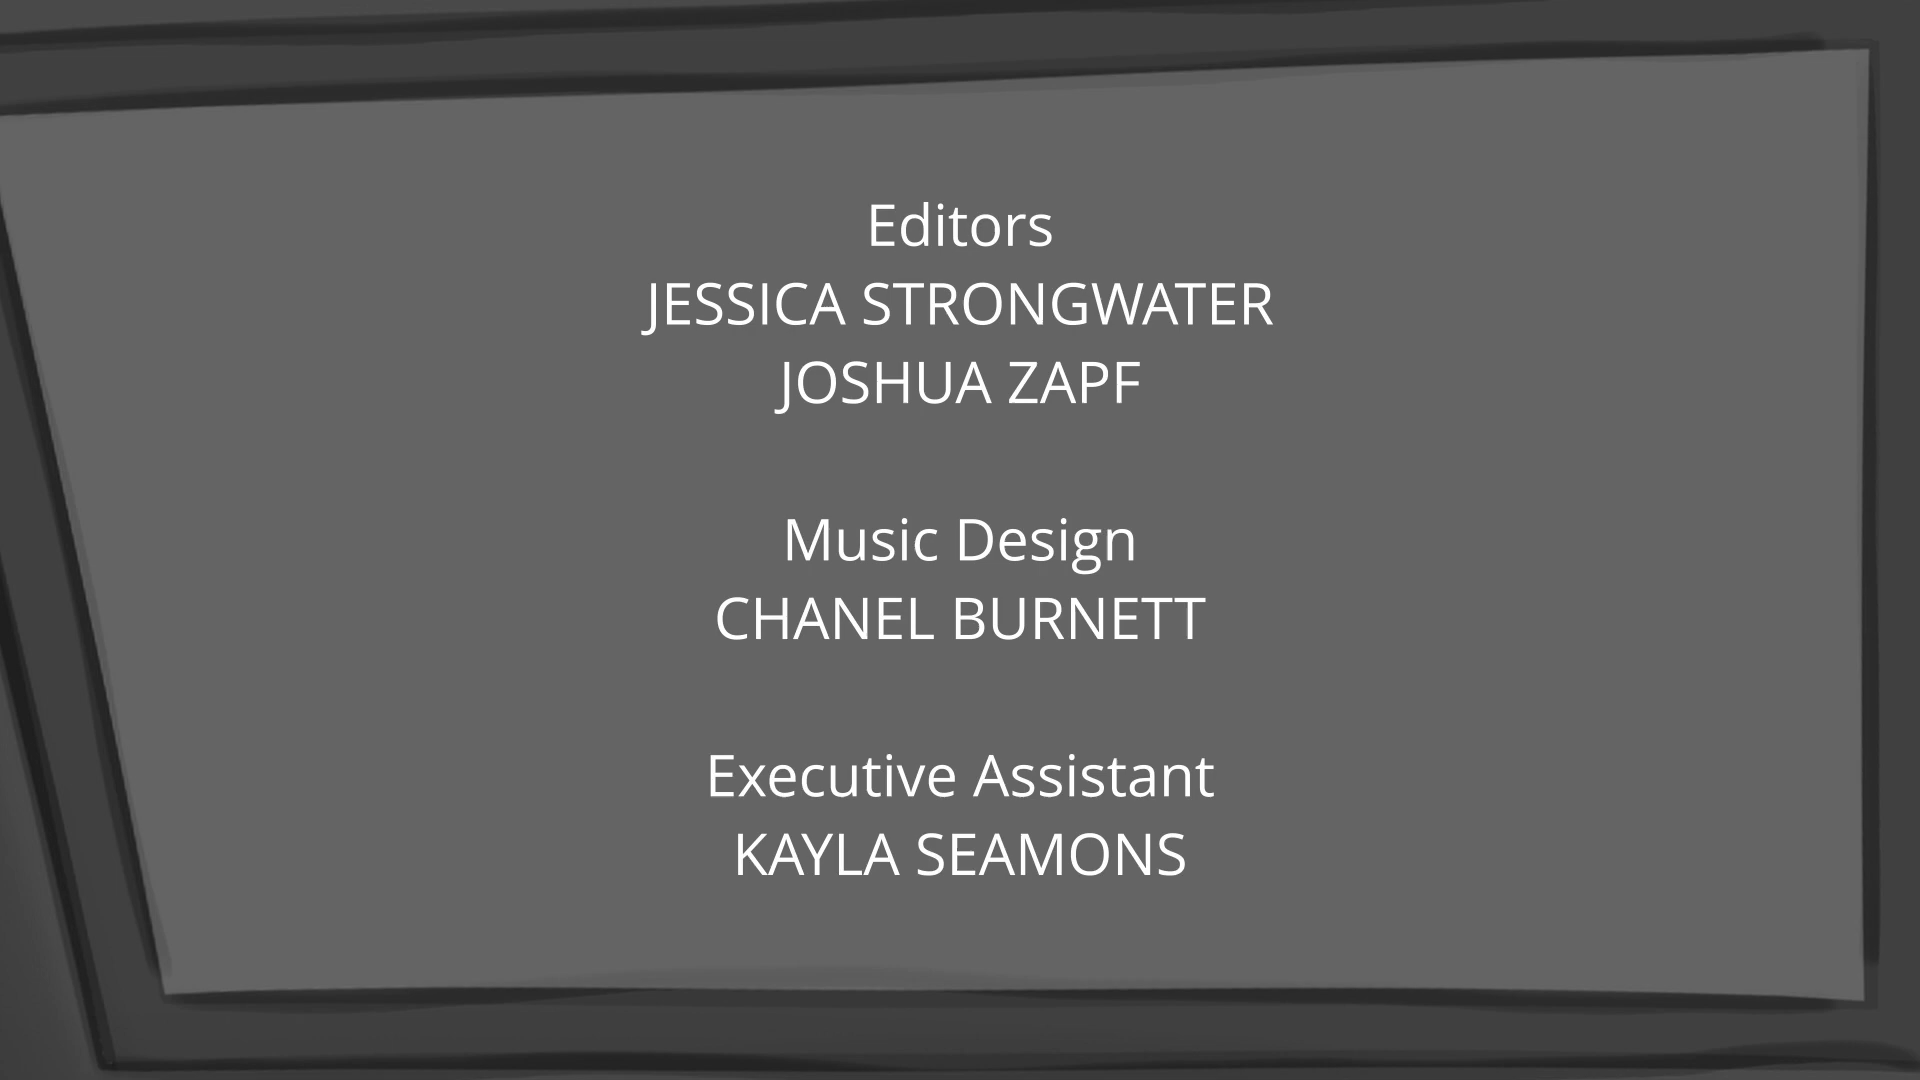 Editors
JESSICA STRONGWATER
JOSHUA ZAPF
Music Design
CHANEL BURNETT
Executive Assistant
KAYLA SEAMONS